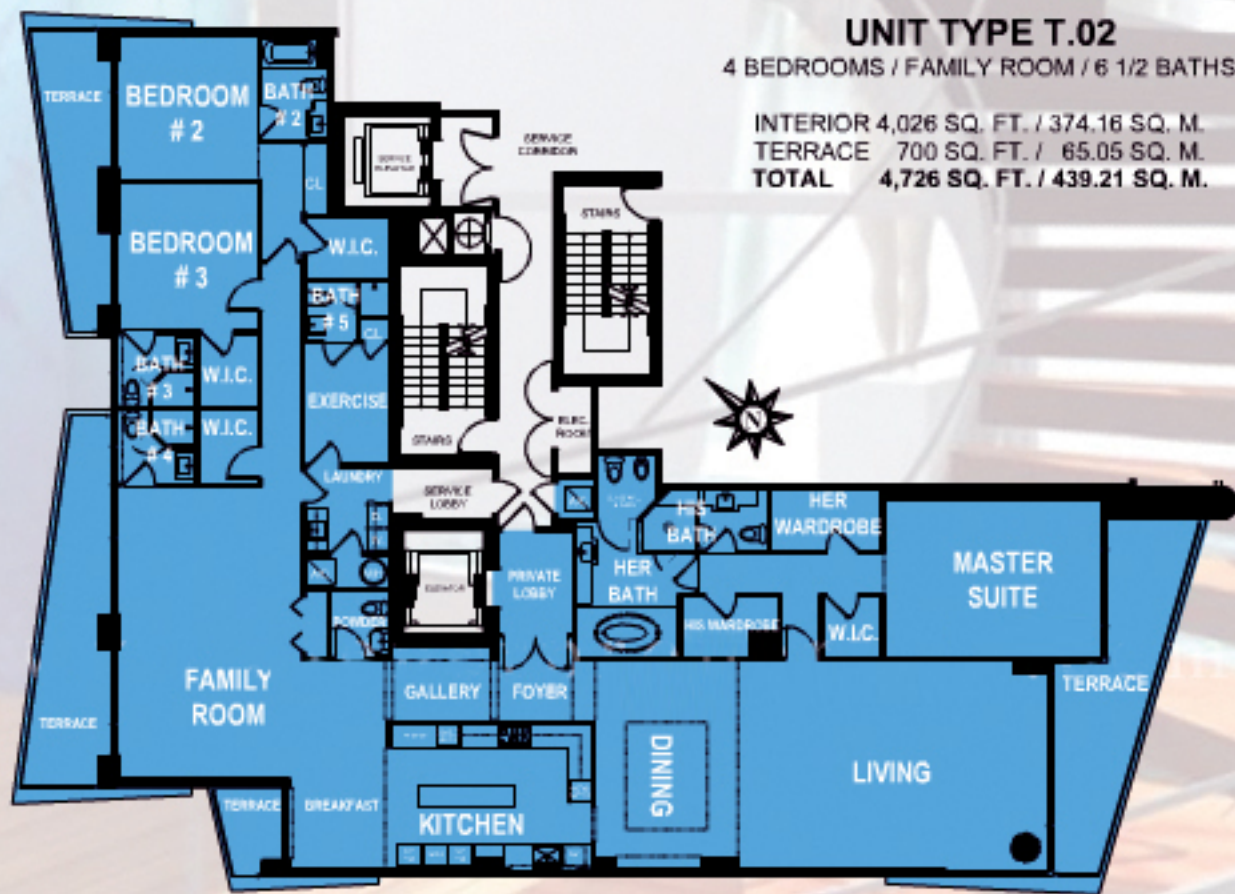 UNIT TYPE T.02
4 BEDROOMS / FAMILY ROOM / 6 1/2 BATHS
INTERIOR 4,026 SQ. FT. / 374.16 SQ. M.
TERRACE 700 SQ. FT. / 65.05 SQ. M.
TOTAL 4,726 SQ. FT. / 439.21 SQ. M.
TERRACE
BEDROOM
# 2
BATH
# 2
SERVICE
ELEVATOR
SERVICE
CORRIDOR
CL
STAIRS
BEDROOM
# 3
W.I.C.
BATH
# 5
CL
BATH
# 3
W.I.C.
EXERCISE
BATH
# 4
W.I.C.
STAIRS
ELEC.
ROOM
N
LAUNDRY
SERVICE
LOBBY
HIS
BATH
HER
WARDROBE
MASTER
SUITE
ELEVATOR
PRIVATE
LOBBY
HER
BATH
POWDER
HIS WARDROBE
W.I.C.
FAMILY
ROOM
GALLERY
FOYER
TERRACE
TERRACE
DINING
LIVING
TERRACE
BREAKFAST
KITCHEN